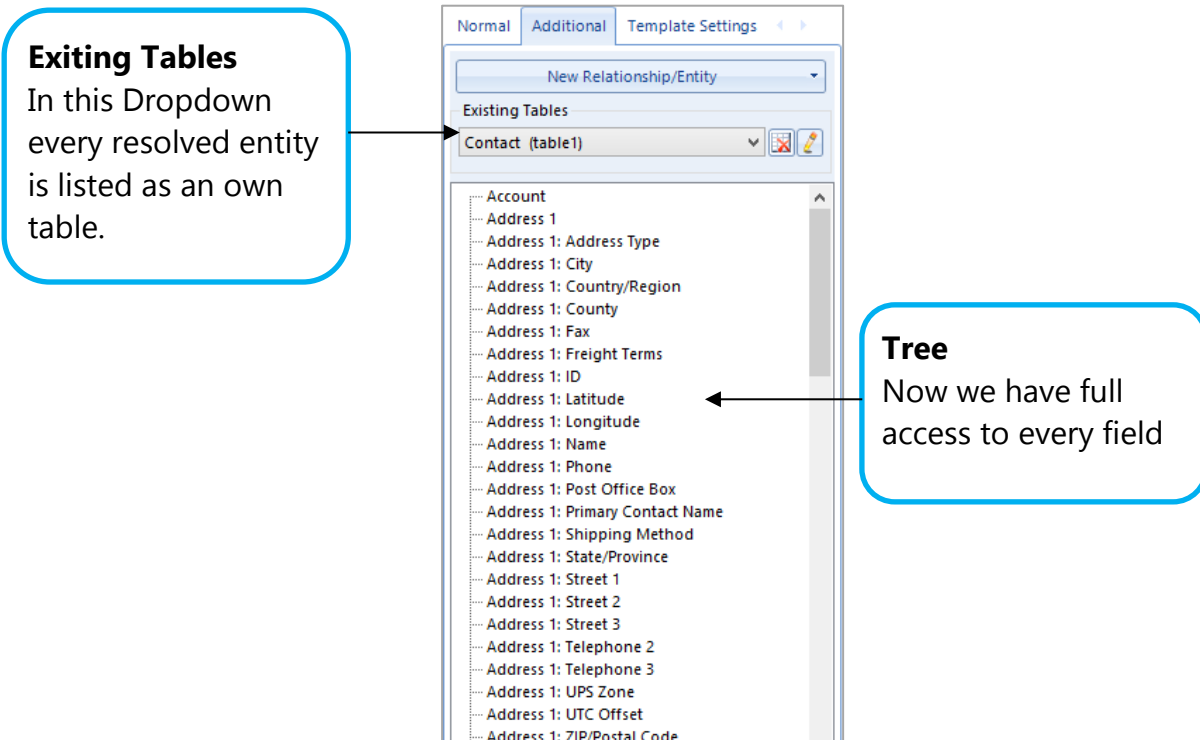 Exiting Tables
In this Dropdown
every resolved entity
is listed as an own
table.
Normal Additional Template Settings
New Relationship/Entity
Existing Tables
Contact (table1)
Account
Address 1
Address 1: Address Type
Address 1: City
Address 1: Country/Region
Address 1: County
Address 1: Fax
Address 1: Freight Terms
Address 1: ID
Address 1: Latitude
Address 1: Longitude
Address 1: Name
Address 1: Phone
Address 1: Post Office Box
Address 1: Primary Contact Name
Address 1: Shipping Method
Address 1: State/Province
Address 1: Street 1
Address 1: Street 2
Address 1: Street 3
Address 1: Telephone 2
Address 1: Telephone 3
Address 1: UPS Zone
Address 1: UTC Offset
Address 1: ZIP/Postal Code
Tree
Now we have full
access to every field